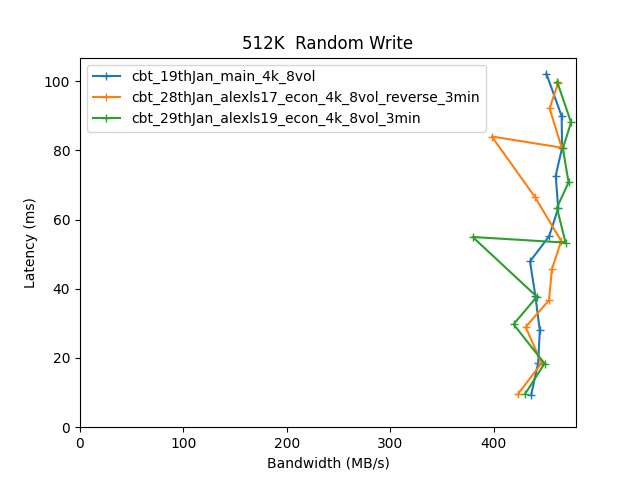 512K  Random Write
cbt_19thJan_main_4k_8vol
cbt_28thJan_alexls17_econ_4k_8vol_reverse_3min
cbt_29thJan_alexls19_econ_4k_8vol_3min
100
80
60
40
20
0
Latency (ms)
0 100 200 300 400
Bandwidth (MB/s)